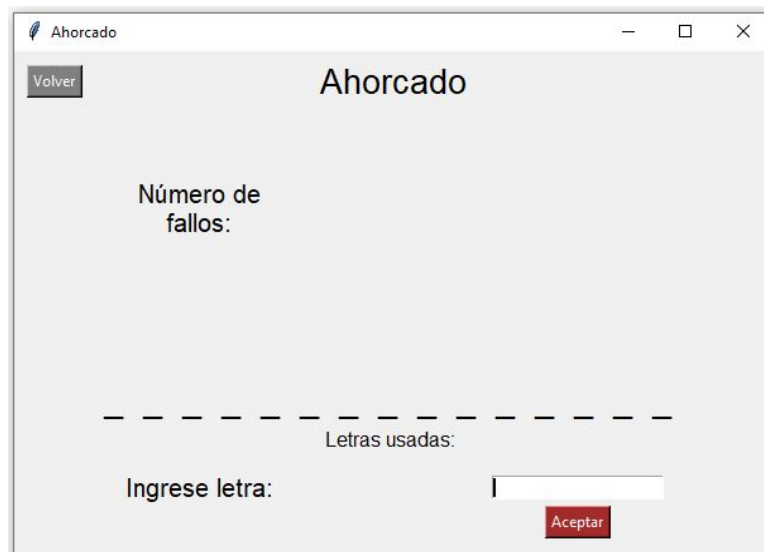 Ahorcado
Volver
Ahorcado
Número de
fallos:
_ _ _ _ _ _ _ _ _ _ _ _ _ _ _
Letras usadas:
Ingrese letra:
Aceptar